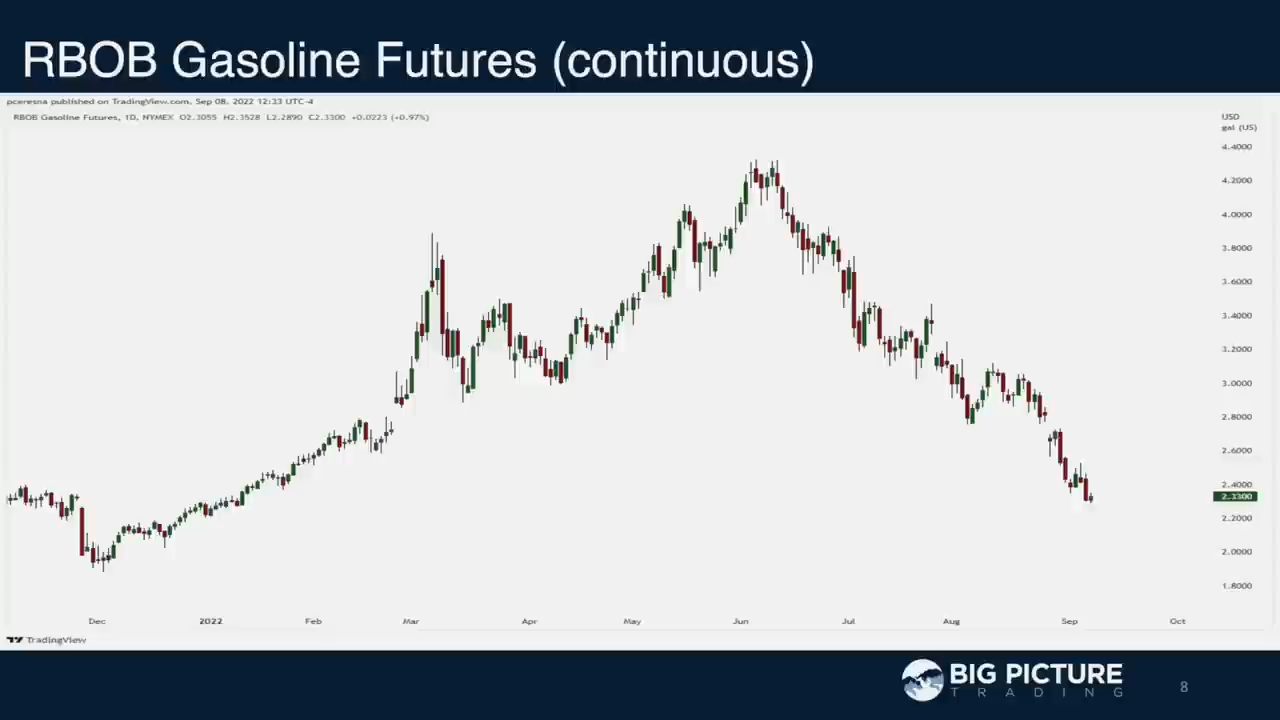 RBOB Gasoline Futures (continuous)
pceresna published on TradingView.com, Sep 08, 2022 12:33 UTC-4
RBOB Gasoline Futures, 1D, NYMEX O2.3055 H2.3528 L2.2890 C2.3300 +0.0223 (+0.97%)
USD
gal (US)
4.4000
4.2000
4.0000
3.8000
3.6000
3.4000
3.2000
3.0000
2.8000
2.6000
2.4000
2.3300
2.2000
2.0000
1.8000
Dec 2022 Feb Mar Apr May Jun Jul Aug Sep Oct
TradingView
BIG PICTURE
TRADING
8